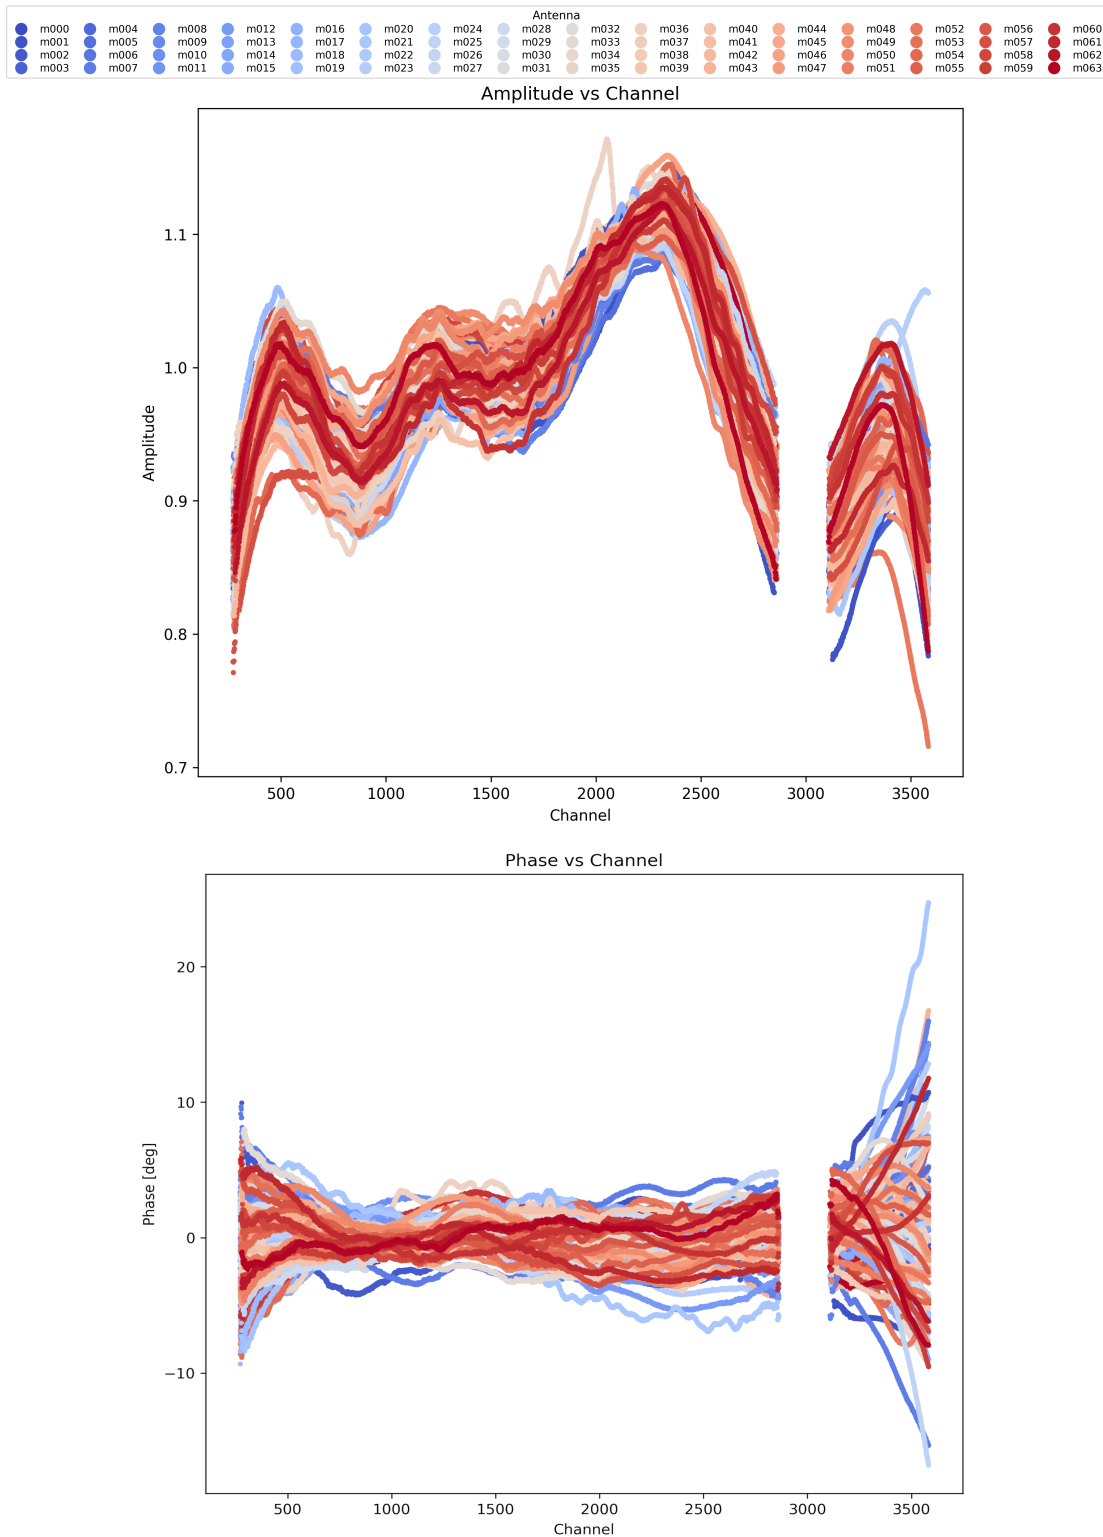 Antenna
m000 m004 m008 m012 m016 m020 m024 m028 m032 m036 m040 m044 m048 m052 m056 m060
m001 m005 m009 m013 m017 m021 m025 m029 m033 m037 m041 m045 m049 m053 m057 m061
m002 m006 m010 m014 m018 m022 m026 m030 m034 m038 m042 m046 m050 m054 m058 m062
m003 m007 m011 m015 m019 m023 m027 m031 m035 m039 m043 m047 m051 m055 m059 m063
Amplitude vs Channel
Amplitude
1.1
1.0
0.9
0.8
0.7
500 1000 1500 2000 2500 3000 3500
Channel
Phase vs Channel
Phase [deg]
20
10
0
−10
500 1000 1500 2000 2500 3000 3500
Channel